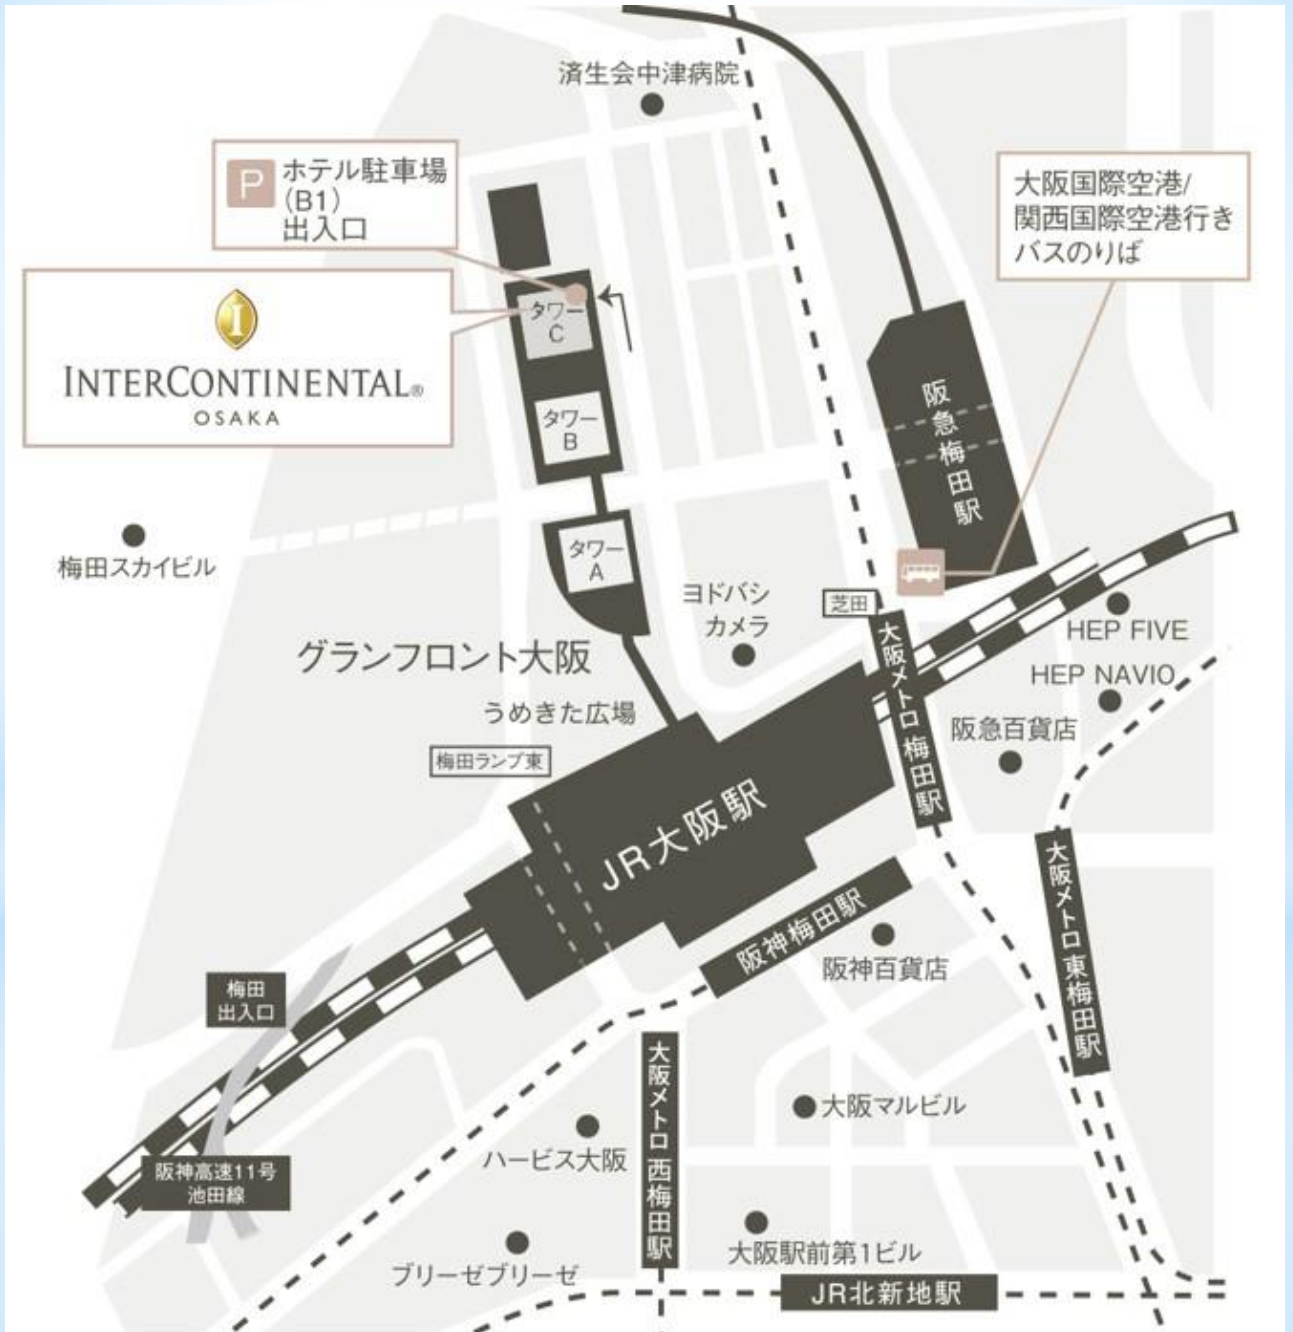 済生会中津病院
P
ホテル駐車場
(B1)
出入口
大阪国際空港/
関西国際空港行き
バスのりば
I
INTERCONTINENTAL®
OSAKA
タワー
C
タワー
B
タワー
A
阪急梅田駅
梅田スカイビル
ヨドバシ
カメラ
芝田
HEP FIVE
HEP NAVIO
グランフロント大阪
うめきた広場
梅田ランプ東
阪急百貨店
大阪メトロ 梅田駅
JR大阪駅
大阪メトロ 東梅田駅
阪神梅田駅
阪神百貨店
梅田
出入口
大阪メトロ 西梅田駅
大阪マルビル
ハービス大阪
阪神高速11号
池田線
大阪駅前第1ビル
ブリーゼブリーゼ
JR北新地駅